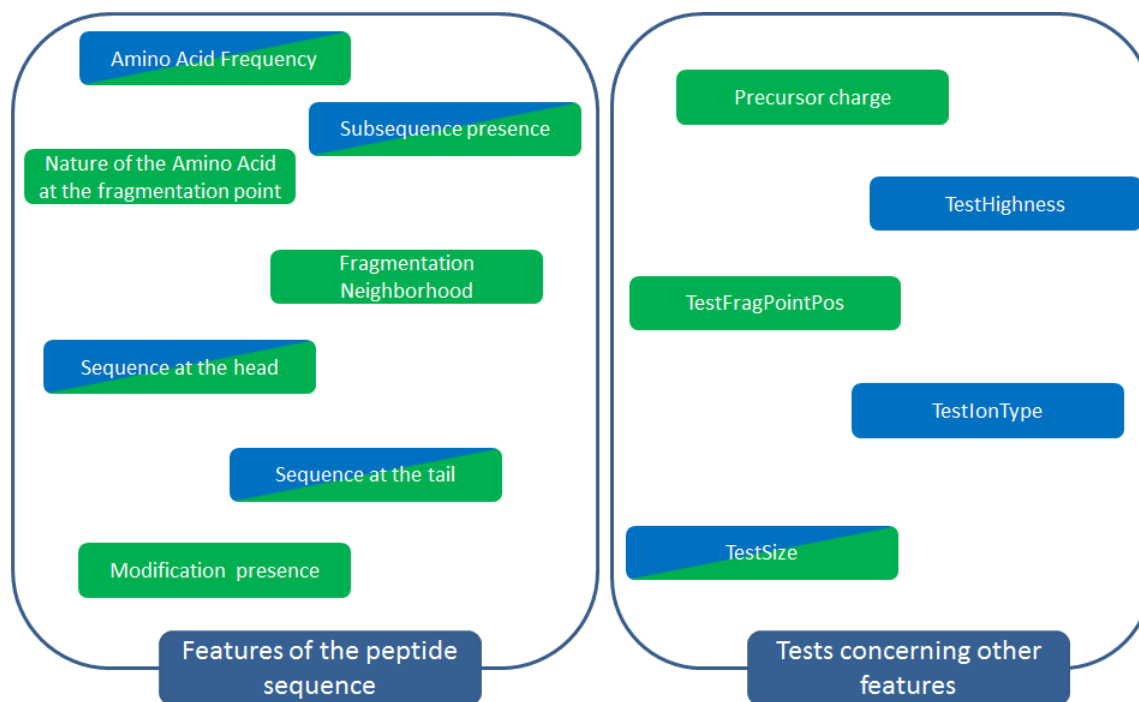 Amino Acid Frequency
Subsequence presence
Nature of the Amino Acid
at the fragmentation point
Fragmentation
Neighborhood
Sequence at the head
Sequence at the tail
Modification presence
Features of the peptide
sequence
Precursor charge
TestHighness
TestFragPointPos
TestIonType
TestSize
Tests concerning other
features